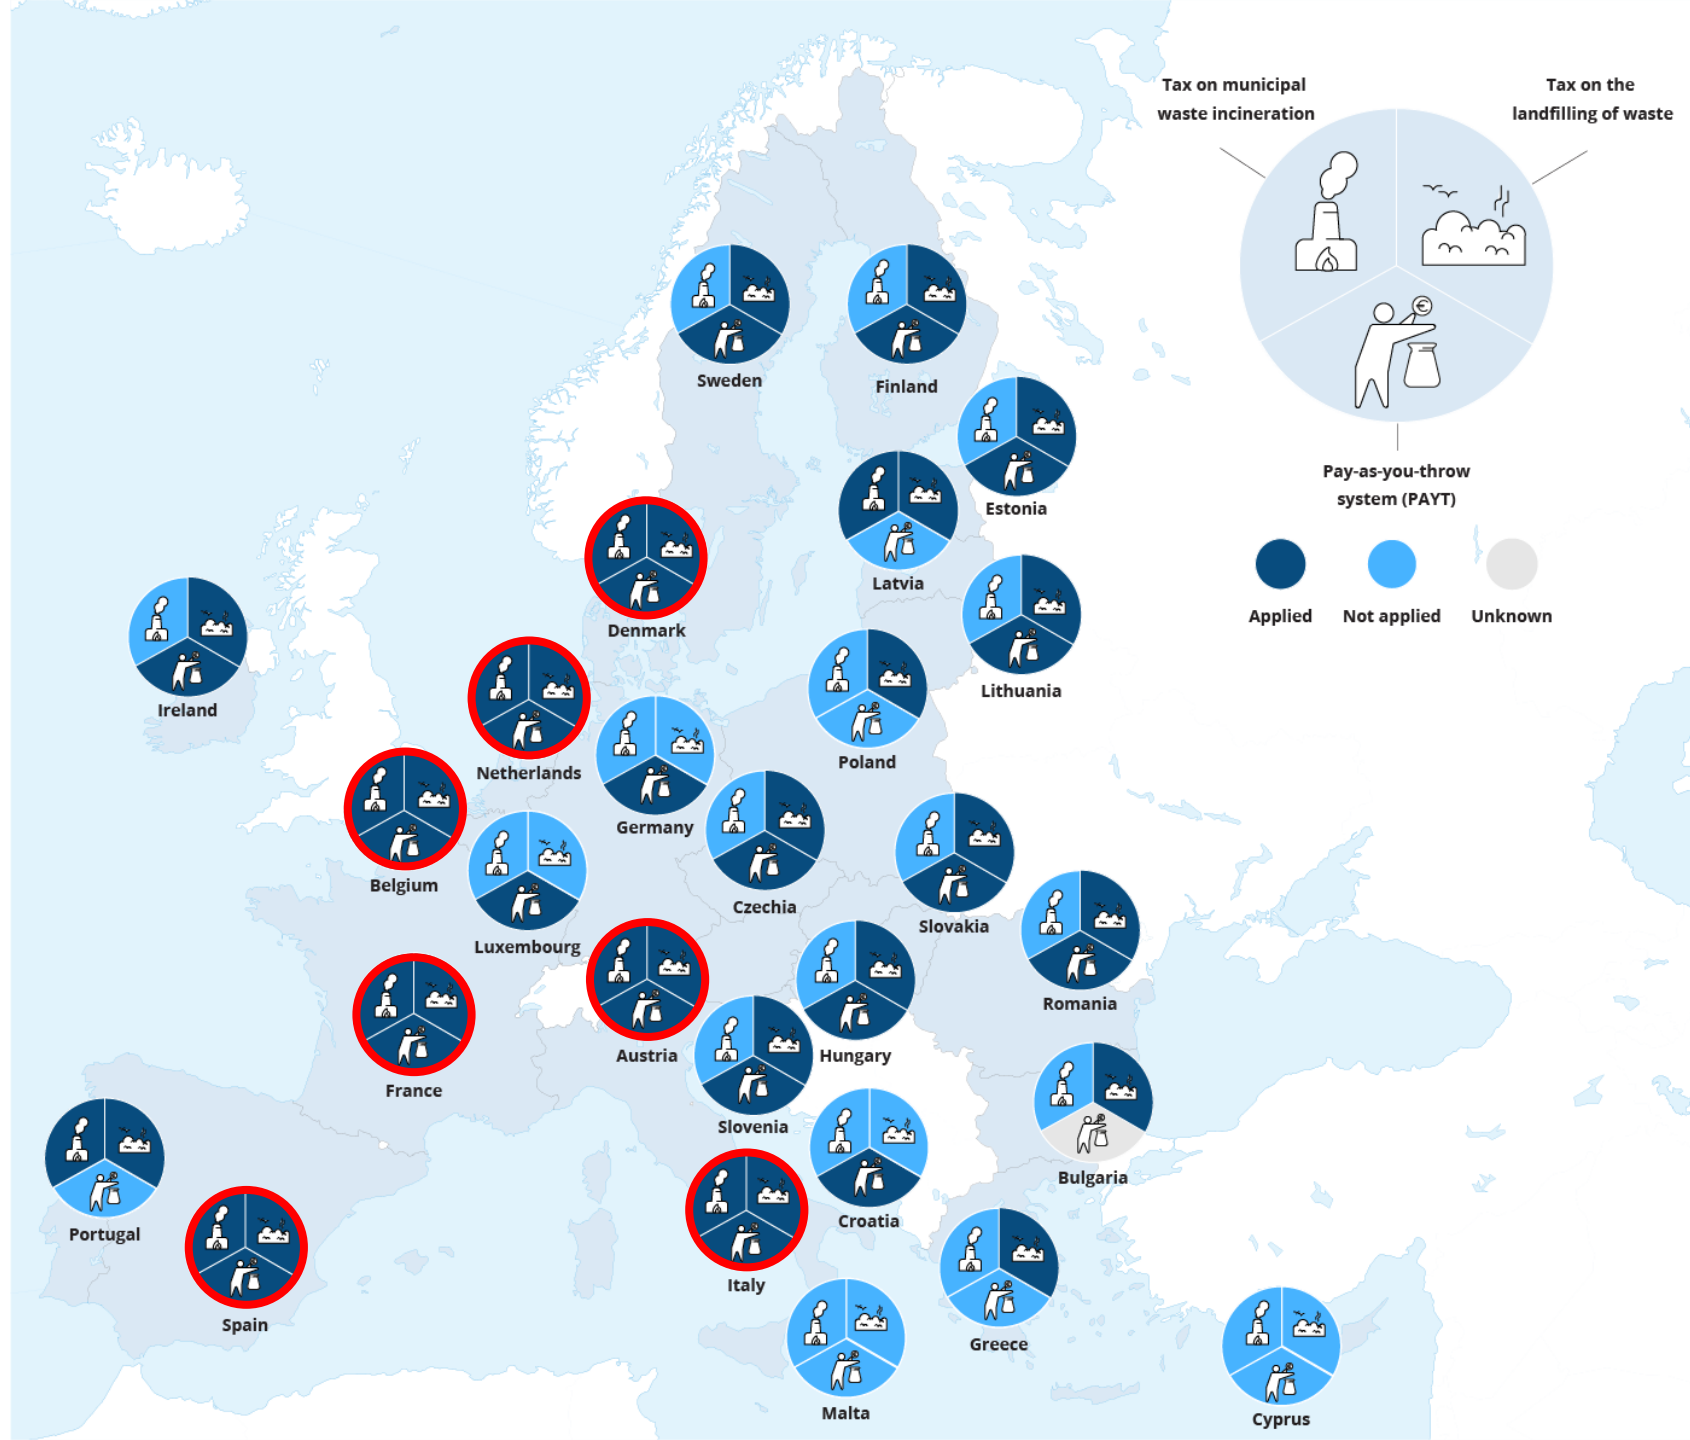 Tax on municipal
waste incineration
Tax on the
landfilling of waste
Pay-as-you-throw
system (PAYT)
€
Applied
Not applied
Unknown
Sweden
Finland
Estonia
Latvia
Denmark
Lithuania
Ireland
Netherlands
Poland
Germany
Belgium
Czechia
Slovakia
Luxembourg
Romania
Austria
Hungary
France
Slovenia
Bulgaria
Croatia
Portugal
Italy
Spain
Greece
Malta
Cyprus